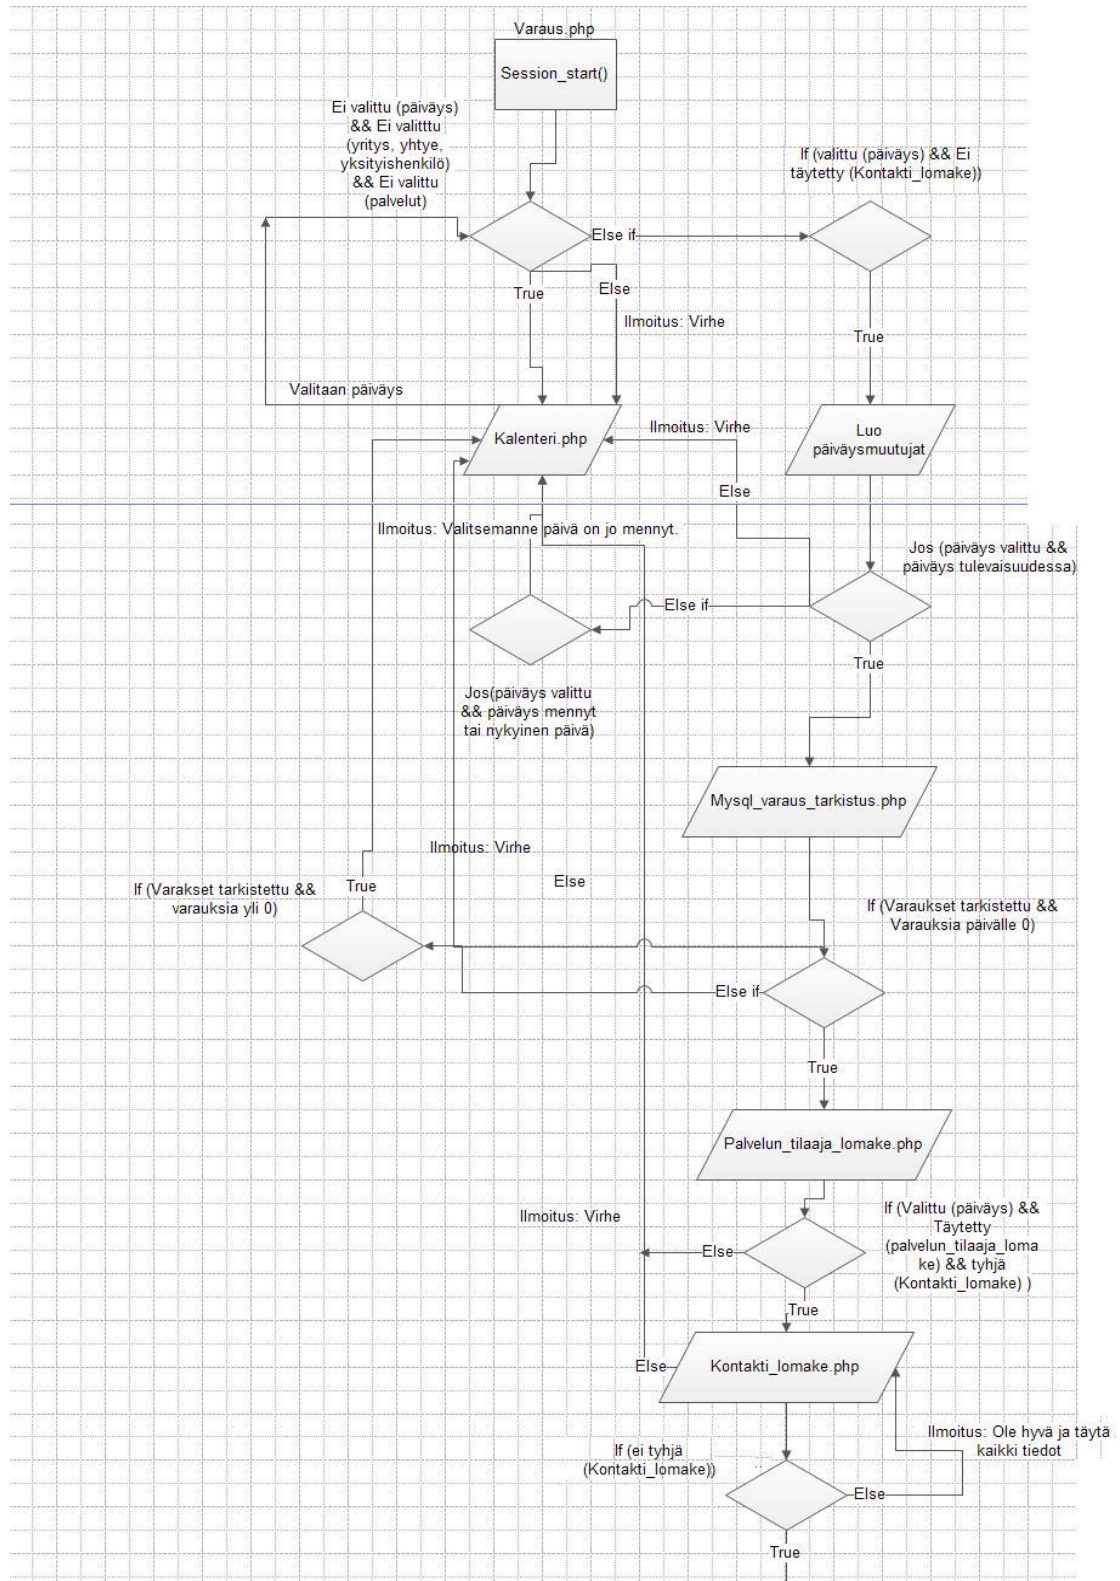 Varaus.php
Session_start()
Ei valittu (päiväys)
&& Ei valitttu
(yritys, yhtye,
yksityishenkilö)
&& Ei valittu
(palvelut)
If (valittu (päiväys) && Ei
täytetty (Kontakti_lomake))
Else if
True
Else
Ilmoitus: Virhe
True
Valitaan päiväys
Kalenteri.php
Ilmoitus: Virhe
Luo
päiväysmuutujat
Else
Ilmoitus: Valitsemanne päivä on jo mennyt.
Jos (päiväys valittu &&
päiväys tulevaisuudessa)
Else if
True
Jos(päiväys valittu
&& päiväys mennyt
tai nykyinen päivä)
Mysql_varaus_tarkistus.php
Ilmoitus: Virhe
If (Varakset tarkistettu &&
varauksia yli 0)
True
Else
If (Varaukset tarkistettu &&
Varauksia päivälle 0)
Else if
True
Palvelun_tilaaja_lomake.php
Ilmoitus: Virhe
If (Valittu (päiväys) &&
Täytetty
(palvelun_tilaaja_loma
ke) && tyhjä
(Kontakti_lomake) )
Else
True
Else
Kontakti_lomake.php
Ilmoitus: Ole hyvä ja täytä
kaikki tiedot
If (ei tyhjä
(Kontakti_lomake))
Else
True